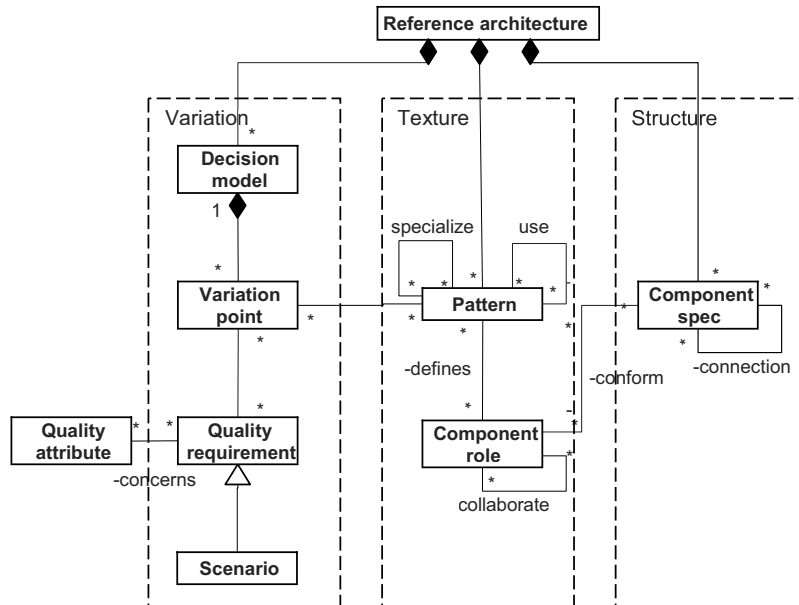 Reference architecture
Variation
Texture
Structure
*
Decision
model
1
specialize
use
*
*
*
*
*
*
-
*
*
Variation
point
Pattern
Component
spec
*
*
*
*
*
*
*
-defines
-conform
-connection
*
*
-
*
*
*
Quality
attribute
Quality
requirement
Component
role
*
*
-concerns
*
collaborate
Scenario